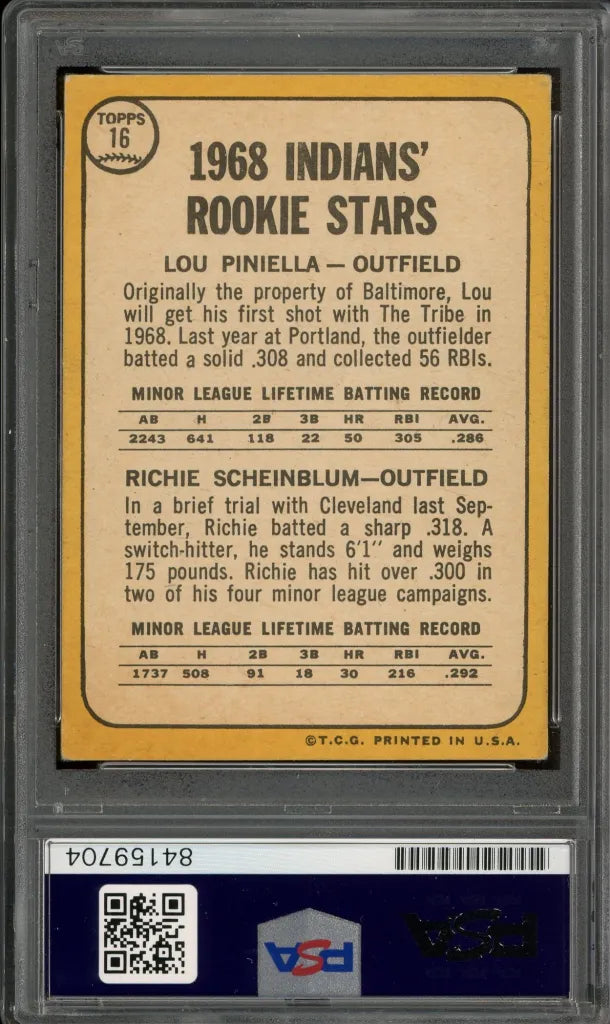 TOPPS
16
1968 INDIANS'
ROOKIE STARS
LOU PINIELLA — OUTFIELD
Originally the property of Baltimore, Lou
will get his first shot with The Tribe in
1968. Last year at Portland, the outfielder
batted a solid .308 and collected 56 RBIs.
MINOR LEAGUE LIFETIME BATTING RECORD
AB H 2B 3B HR RBI AVG.
2243 641 118 22 50 305 .286
RICHIE SCHEINBLUM—OUTFIELD
In a brief trial with Cleveland last Sep-
tember, Richie batted a sharp .318. A
switch-hitter, he stands 6'1" and weighs
175 pounds. Richie has hit over .300 in
two of his four minor league campaigns.
MINOR LEAGUE LIFETIME BATTING RECORD
AB H 2B 3B HR RBI AVG.
1737 508 91 18 30 216 .292
©T.C.G. PRINTED IN U.S.A.
84159704
PSA
PSA